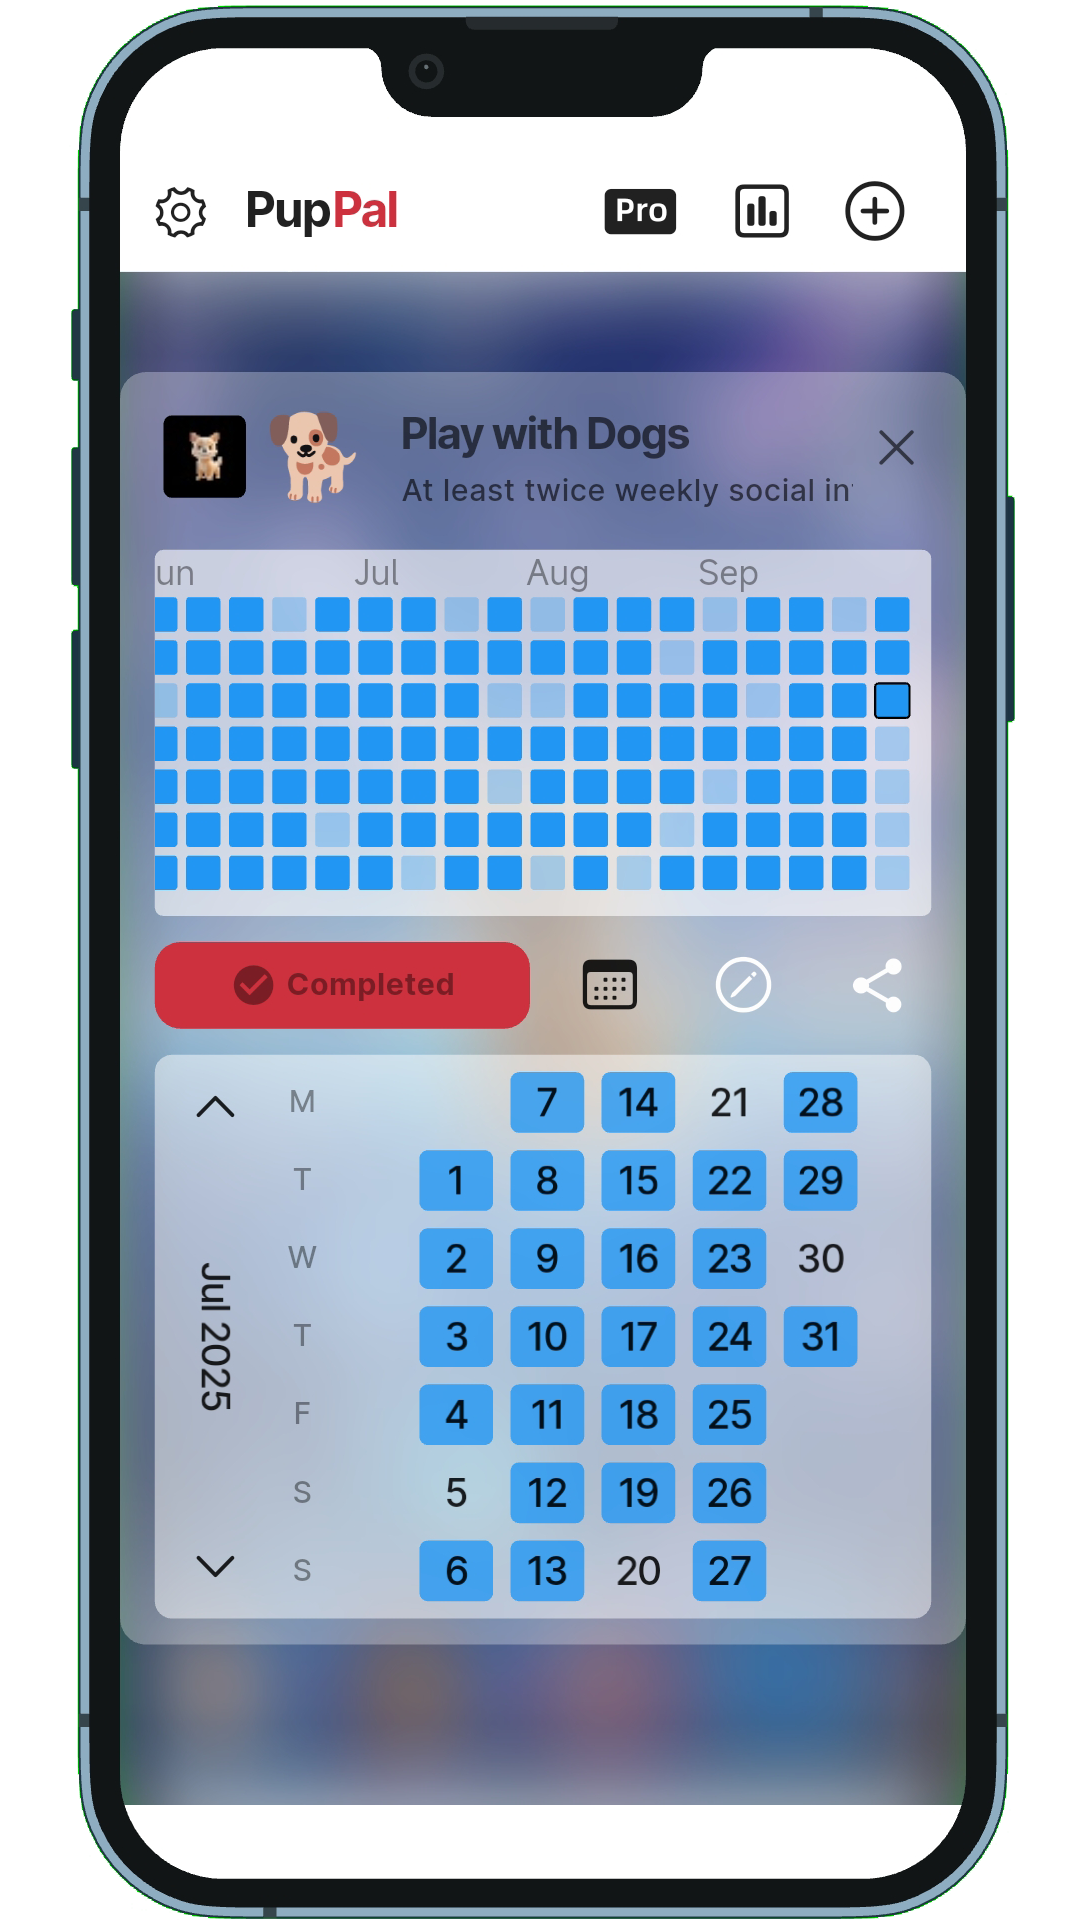 PupPal Pro
Play with Dogs
At least twice weekly social in
un Jul Aug Sep
Completed
M 7 14 21 28
T 1 8 15 22 29
W 2 9 16 23 30
T 3 10 17 24 31
F 4 11 18 25
S 5 12 19 26
S 6 13 20 27
Jul 2025